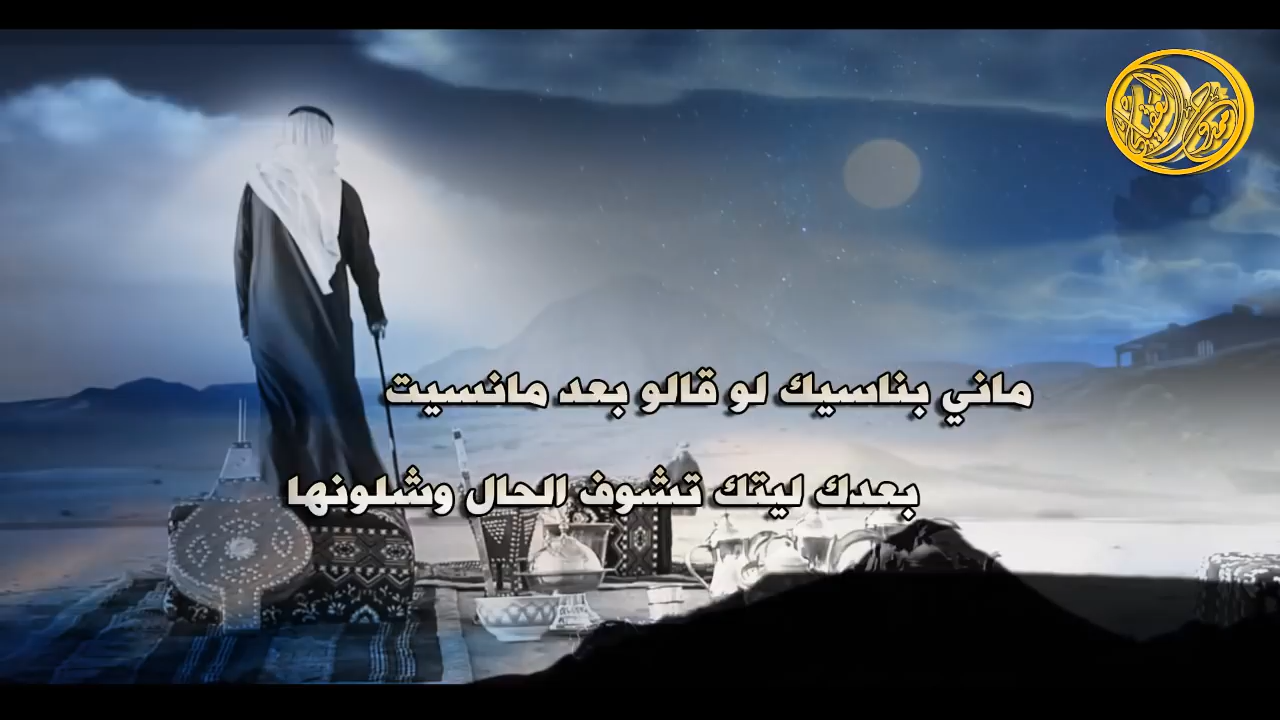 ماني بناسيك لو قالو بعد مانسيت
بعدك ليتك تشوف الحال وشلونها